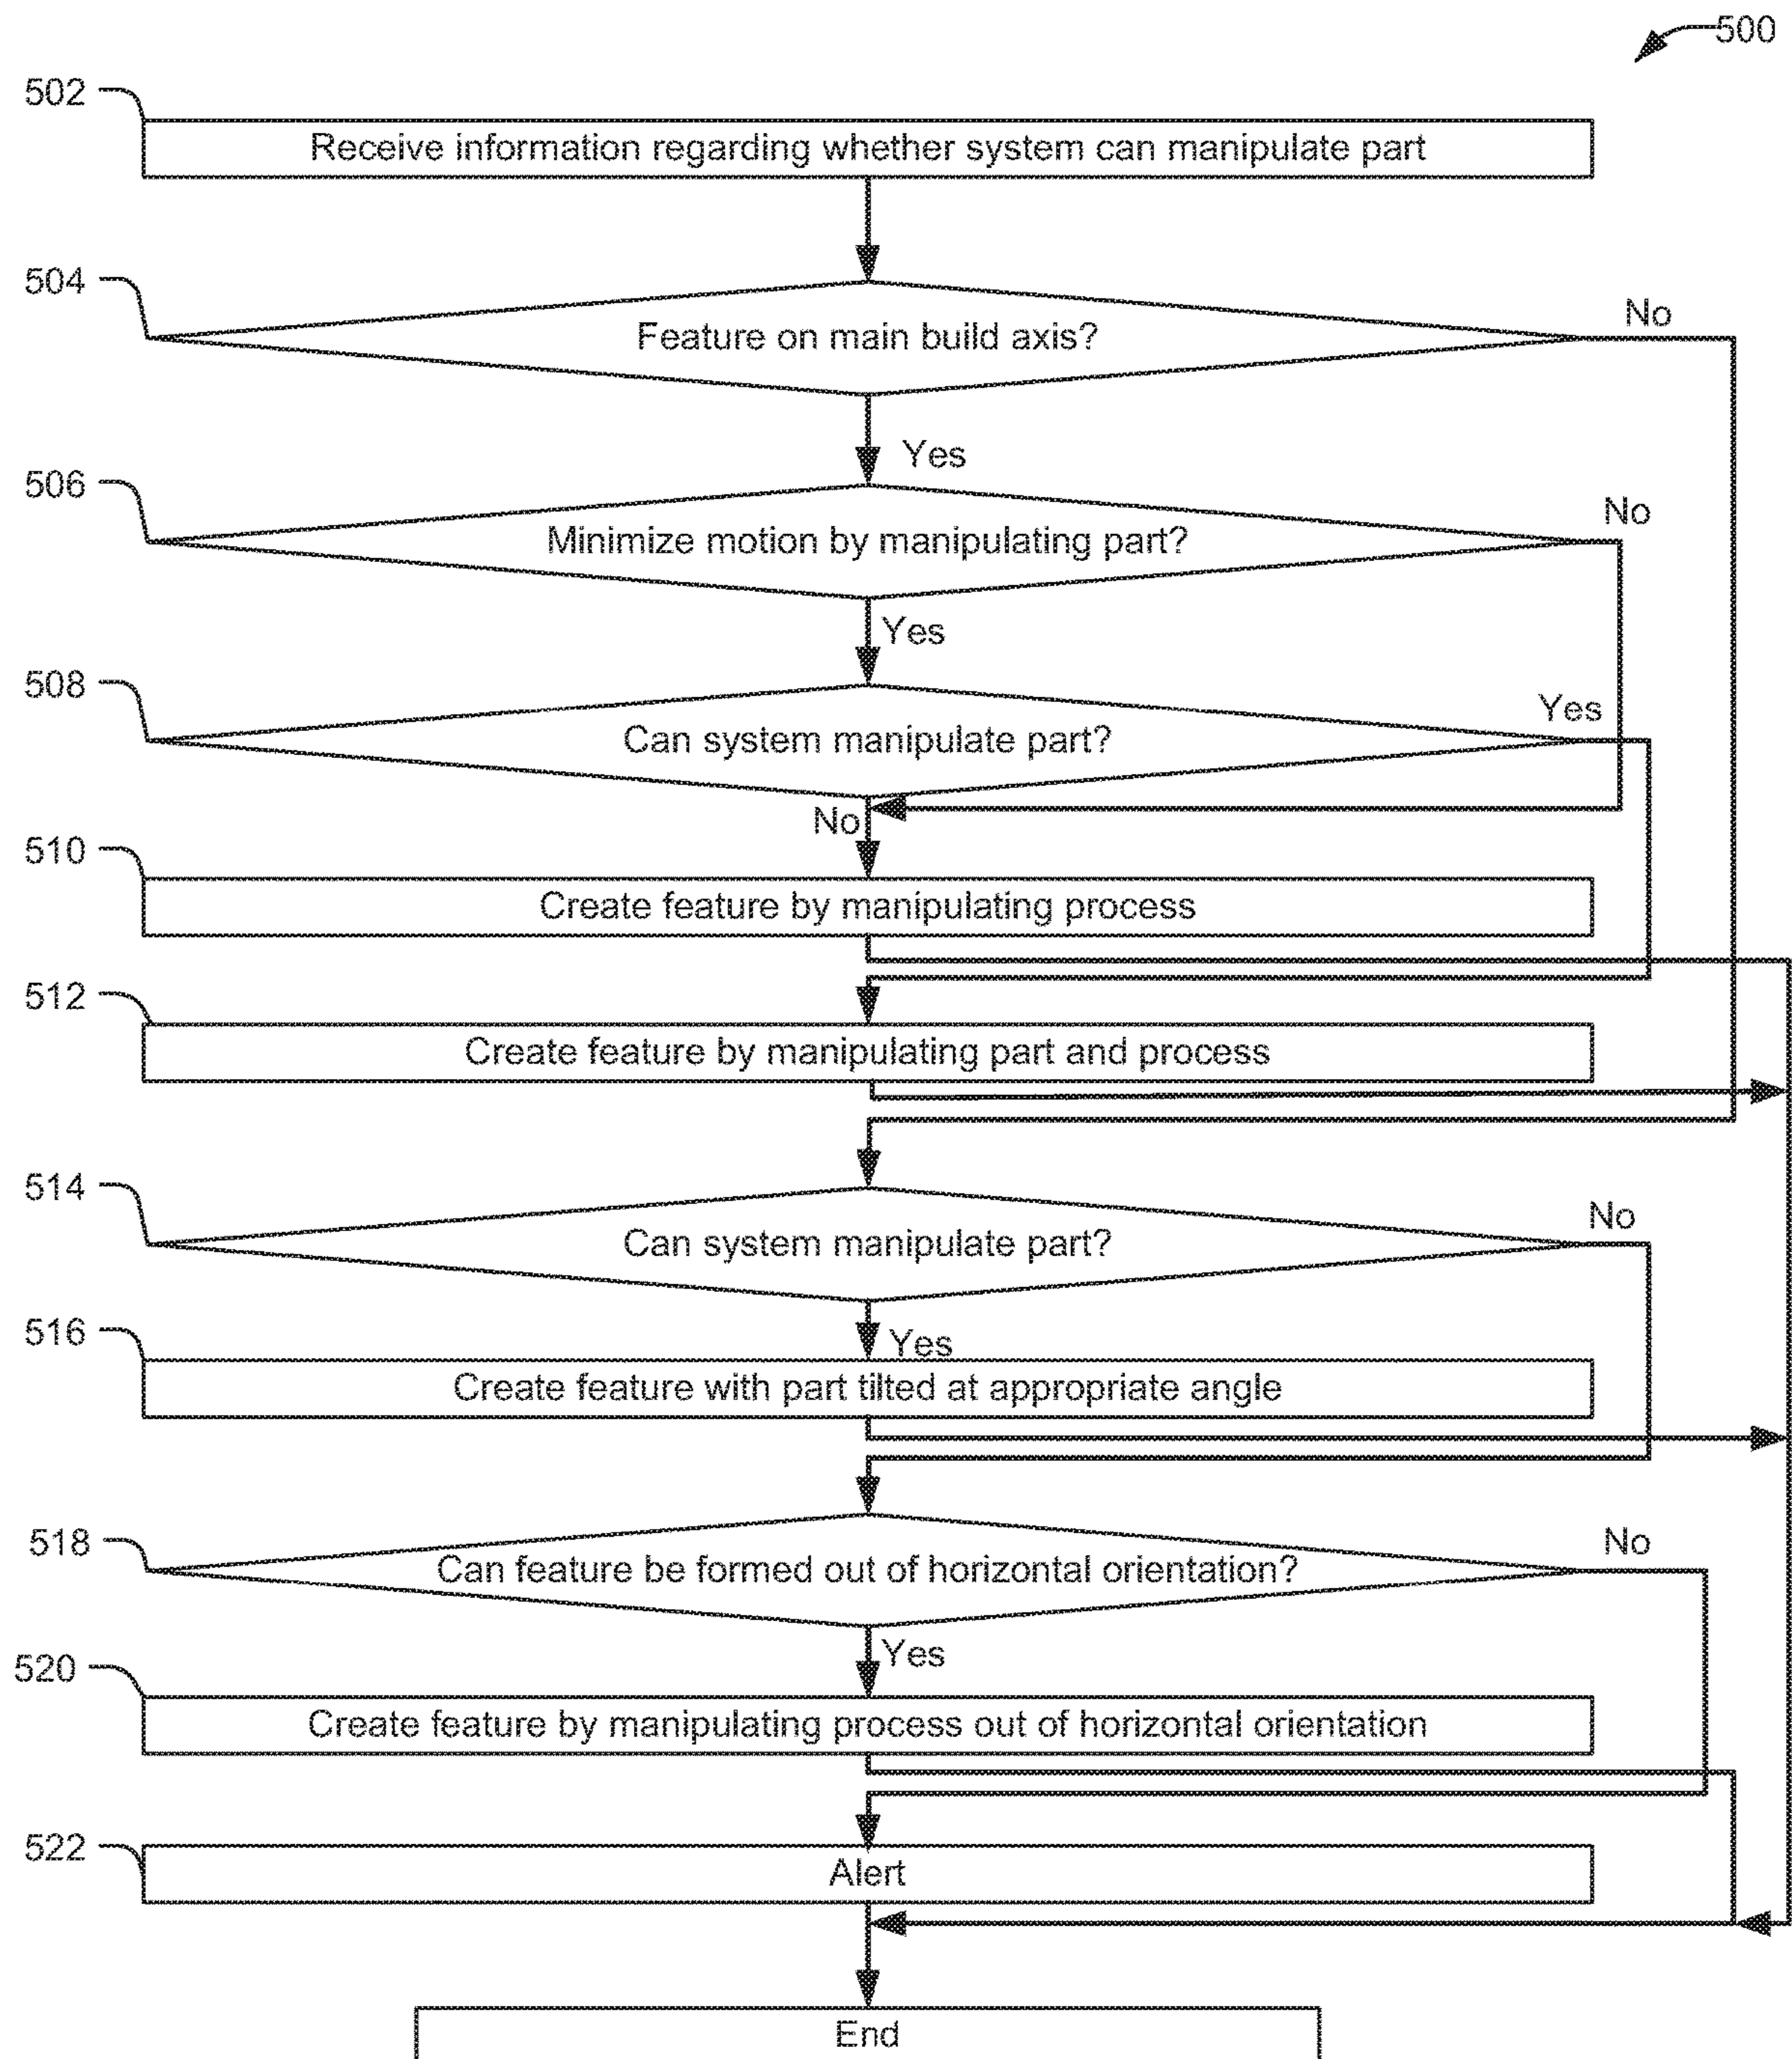 500
502
Receive information regarding whether system can manipulate part
504
Feature on main build axis?
No
Yes
506
Minimize motion by manipulating part?
No
Yes
508
Can system manipulate part?
Yes
No
510
Create feature by manipulating process
512
Create feature by manipulating part and process
514
Can system manipulate part?
No
Yes
516
Create feature with part tilted at appropriate angle
518
Can feature be formed out of horizontal orientation?
No
Yes
520
Create feature by manipulating process out of horizontal orientation
522
Alert
End